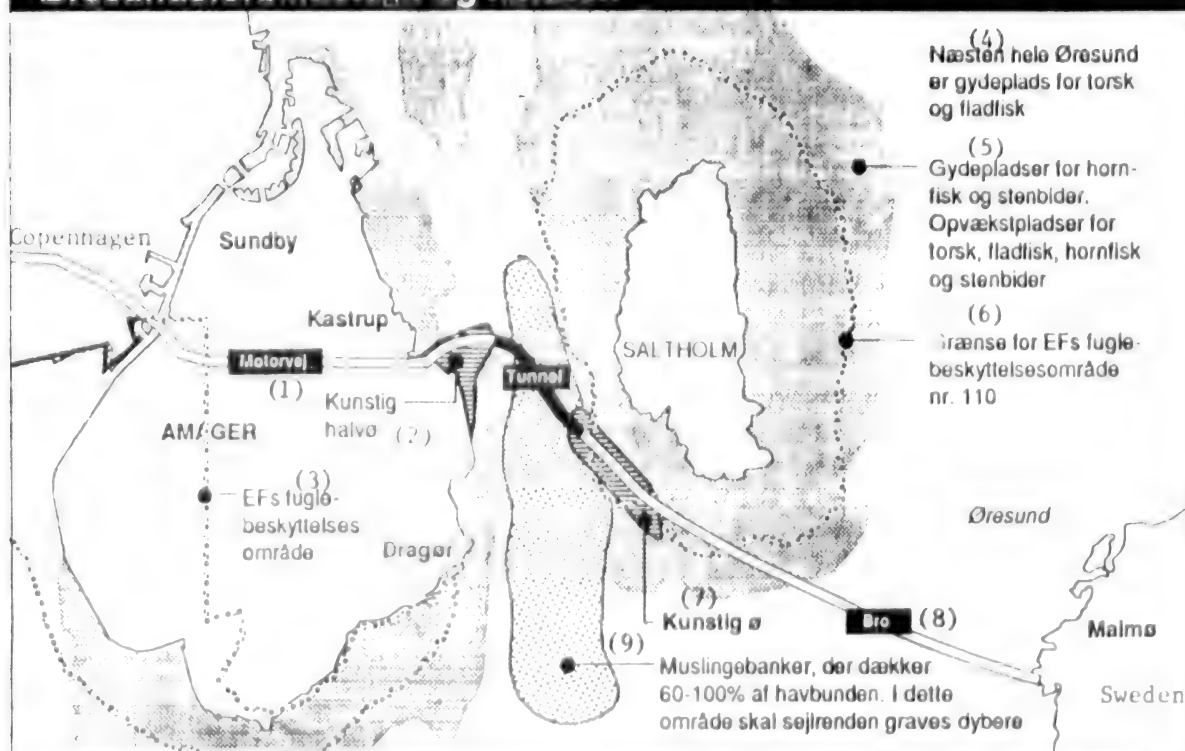 (4)
Næsten hele Øresund
er gydeplads for torsk
og fladfisk
(5)
Gydepladser for horn-
fisk og stenbider.
Opvækstpladser for
torsk, fladfisk, hornfisk
og stenbider
(6)
Grænse for EFs fugle-
beskyttelsesområde
nr. 110
Copenhagen
Sundby
Kastrup
SALTHOLM
Motorvej
(1)
Tunnel
Kunstig
halvø (2)
AMAGER
(3)
EFs fugle-
beskyttelses
område
Dragør
Øresund
(7)
Kunstig ø
Bro (8)
Malmø
Sweden
(9)
Muslingebanker, der dækker
60-100% af havbunden. I dette
område skal sejlrenden graves dybere